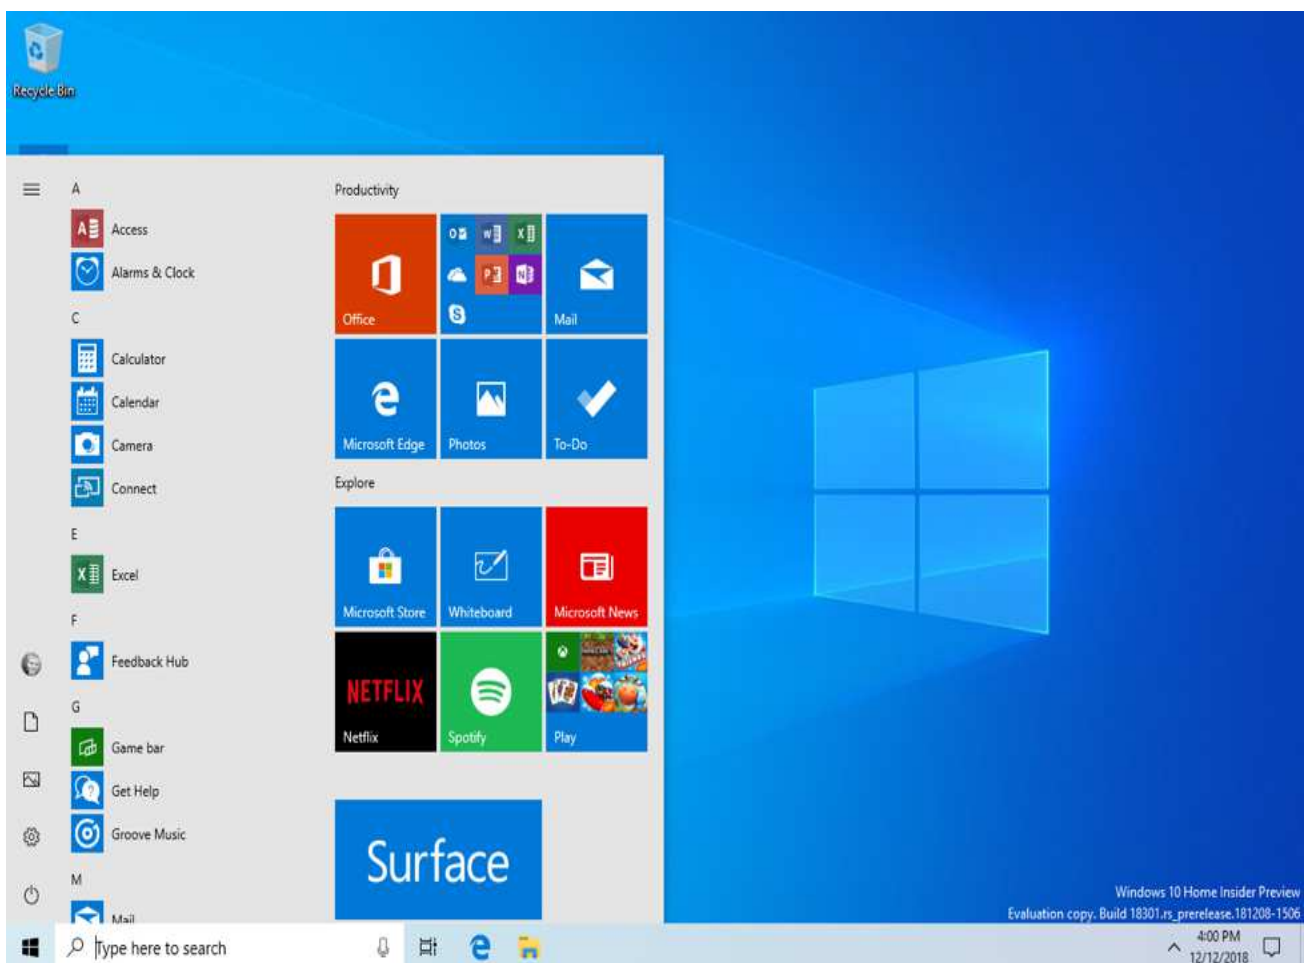 Recycle Bin
A
Access
Alarms & Clock
C
Calculator
Calendar
Camera
Connect
E
Excel
F
Feedback Hub
G
Game bar
Get Help
Groove Music
M
Mail
Productivity
Office
Mail
Microsoft Edge
Photos
To-Do
Explore
Microsoft Store
Whiteboard
Microsoft News
NETFLIX
Netflix
Spotify
Play
Surface
Windows 10 Home Insider Preview
Evaluation copy. Build 18301.rs_prerelease.181208-1506
Type here to search
4:00 PM
12/12/2018